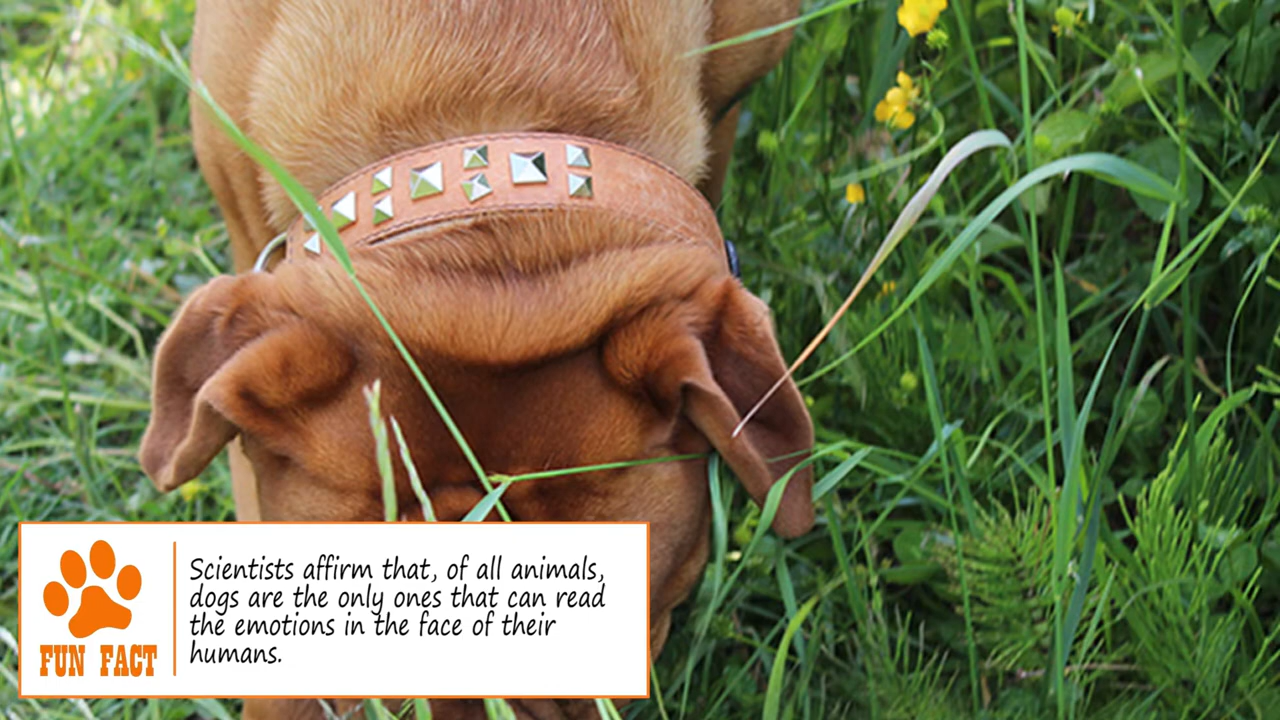 Scientists affirm that, of all animals,
dogs are the only ones that can read
the emotions in the face of their
humans.
FUN FACT